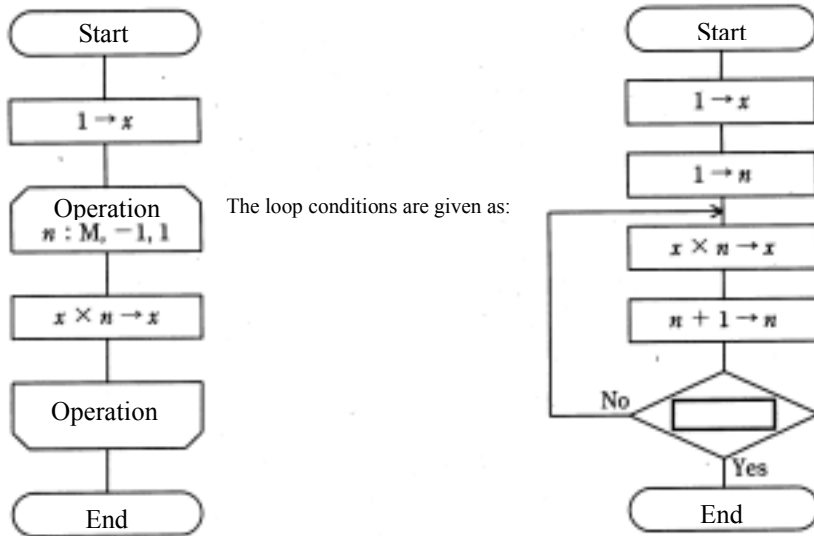 Start
1 → x
Operation
n : M, −1, 1
x × n → x
Operation
End
The loop conditions are given as:
Start
1 → x
1 → n
x × n → x
n + 1 → n
No
Yes
End